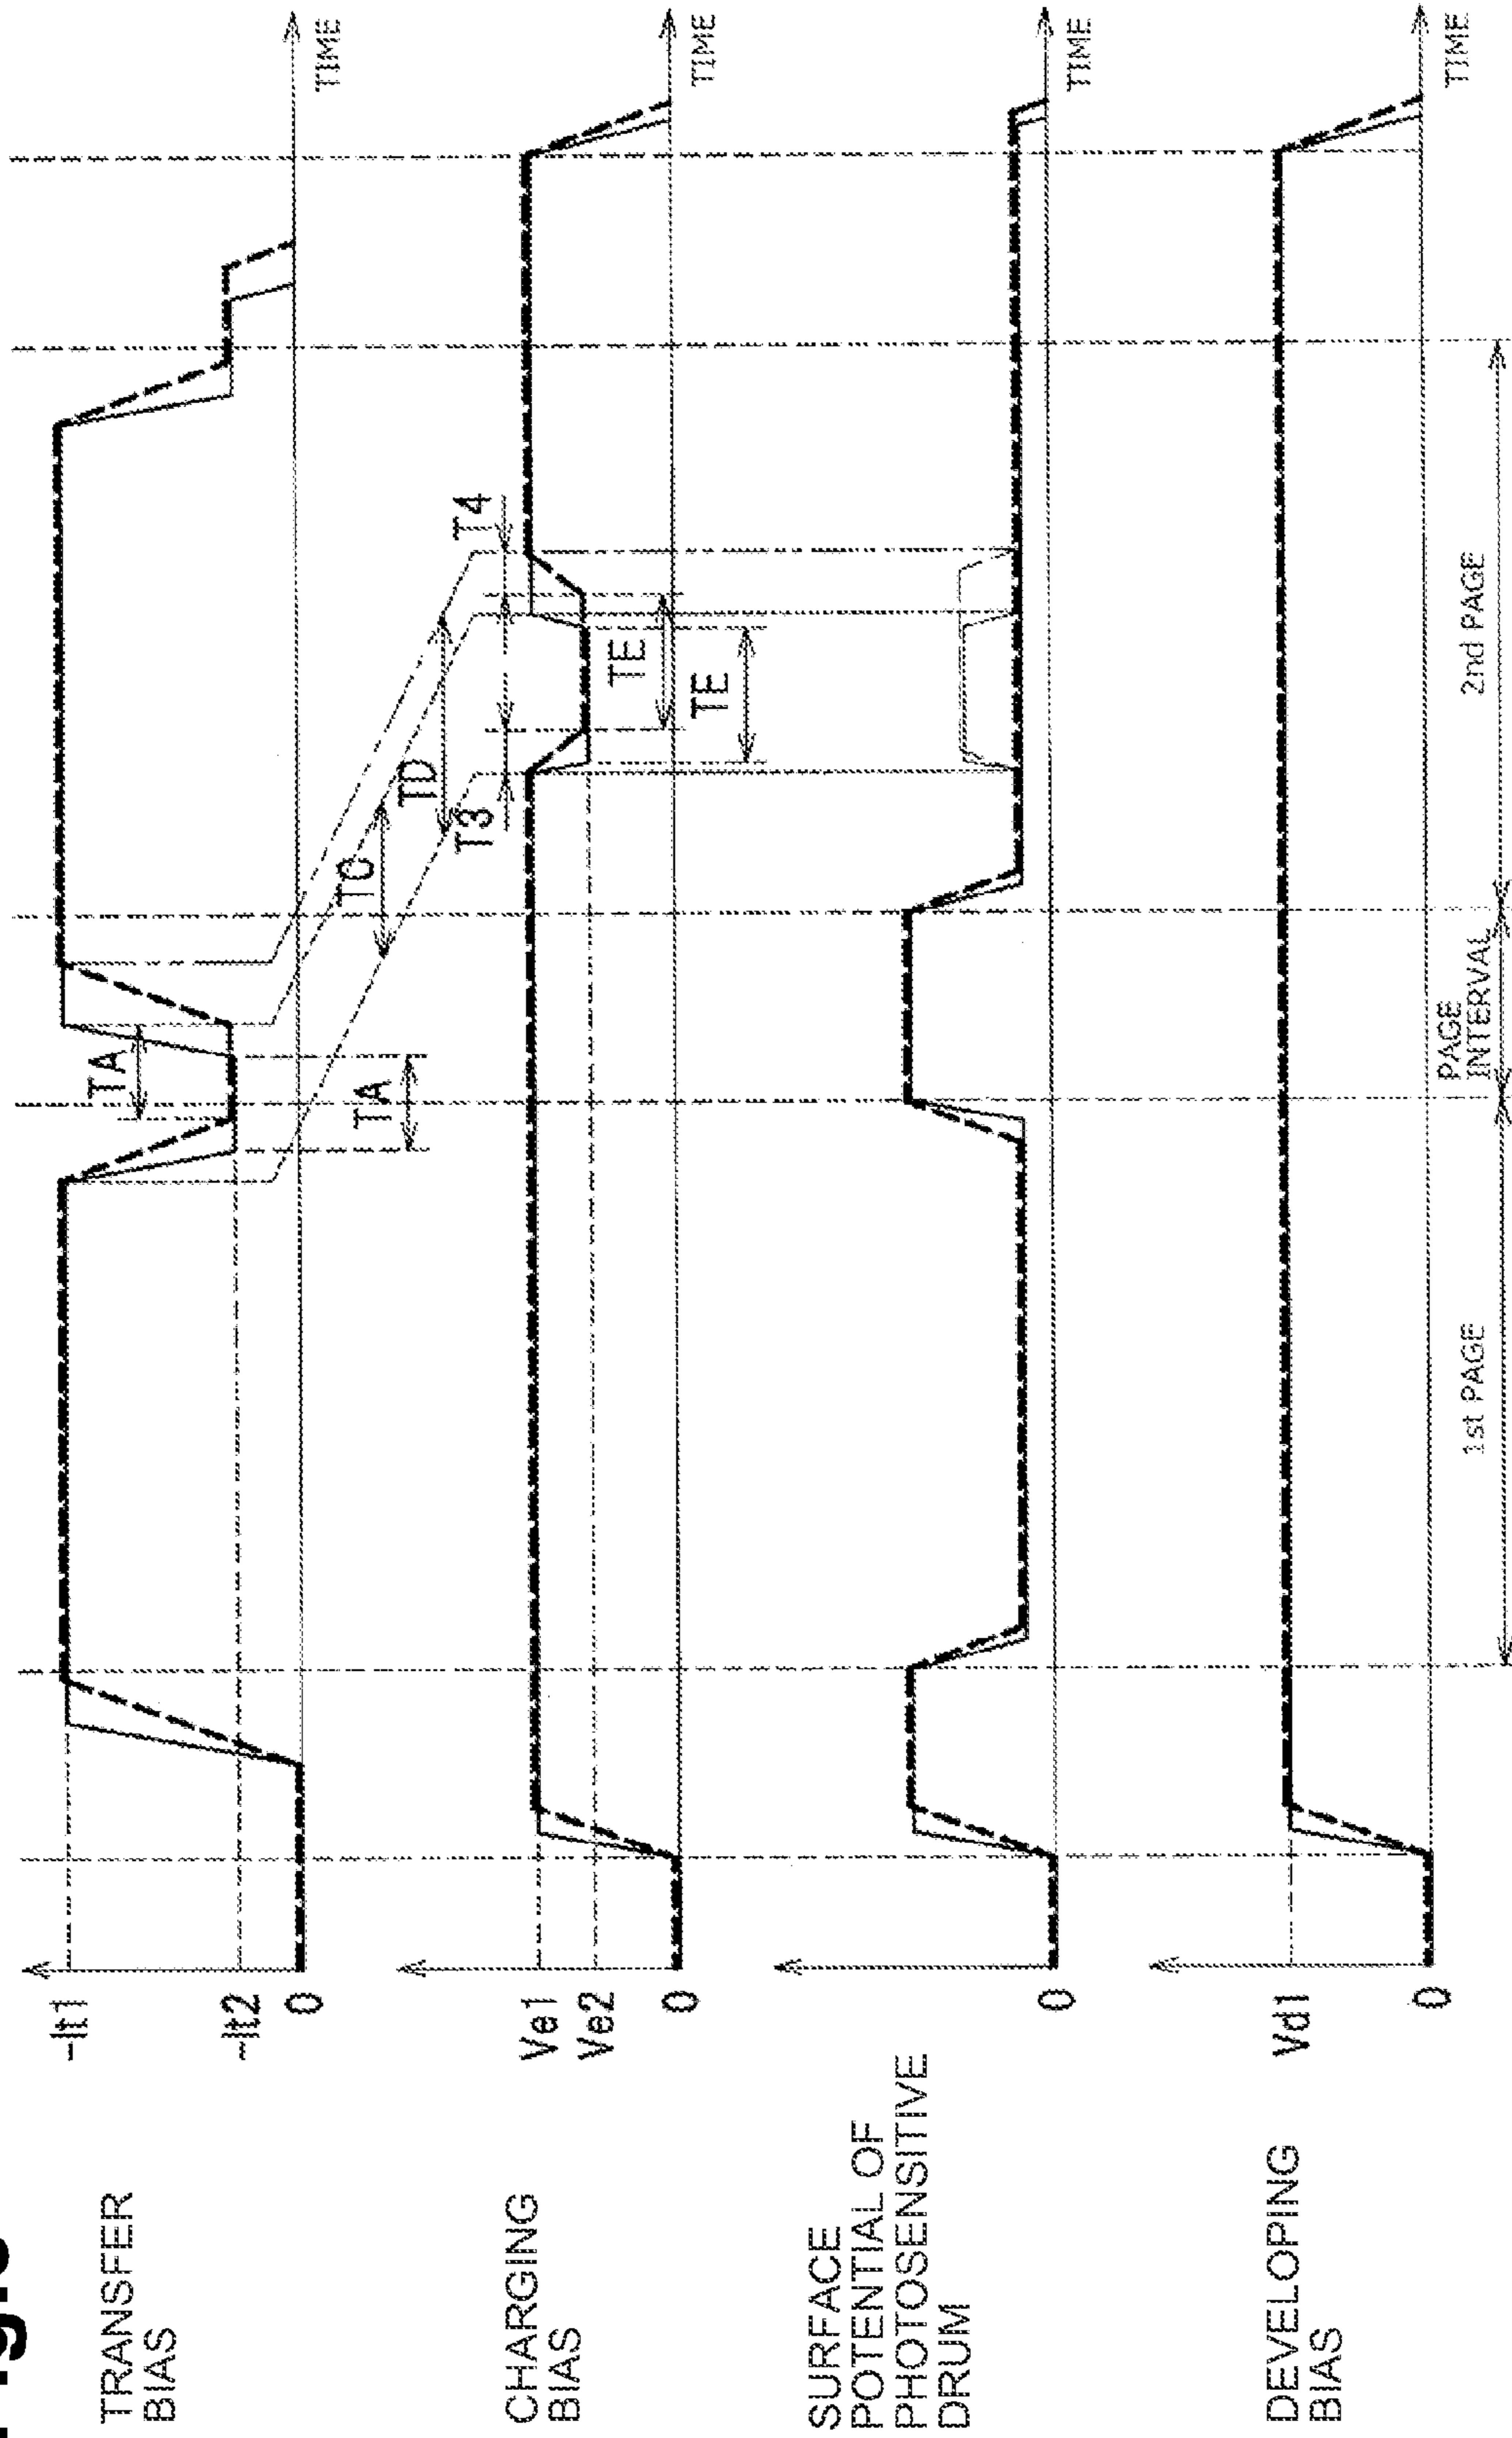 TRANSFER
BIAS
-It1
-It2
0
TA
TA
TC
TD
TIME
CHARGING
BIAS
Ve1
Ve2
0
T3
T4
TE
TE
TIME
SURFACE
POTENTIAL OF
PHOTOSENSITIVE
DRUM
0
TIME
DEVELOPING
BIAS
Vd1
0
TIME
1st PAGE
PAGE
INTERVAL
2nd PAGE